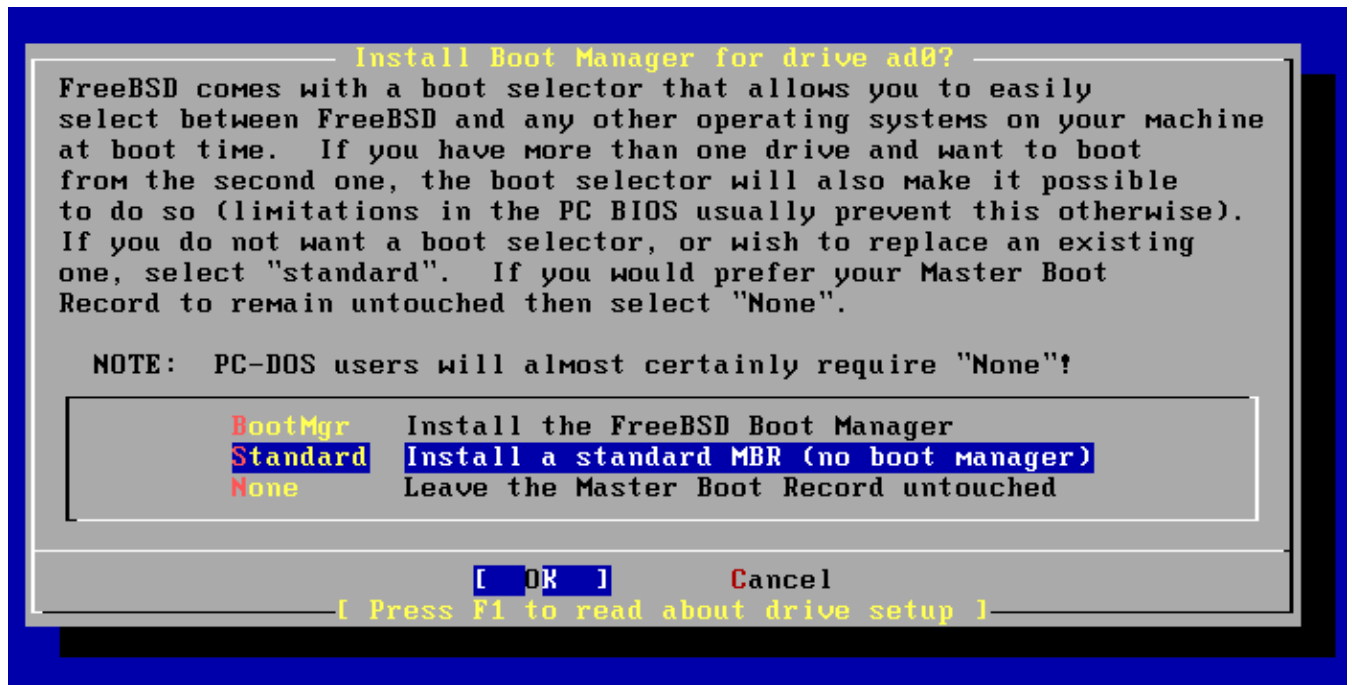 Install Boot Manager for drive ad0?
FreeBSD comes with a boot selector that allows you to easily
select between FreeBSD and any other operating systems on your machine
at boot time.  If you have more than one drive and want to boot
from the second one, the boot selector will also make it possible
to do so (limitations in the PC BIOS usually prevent this otherwise).
If you do not want a boot selector, or wish to replace an existing
one, select "standard".  If you would prefer your Master Boot
Record to remain untouched then select "None".
NOTE:  PC-DOS users will almost certainly require "None"!
BootMgr   Install the FreeBSD Boot Manager
Standard  Install a standard MBR (no boot manager)
None      Leave the Master Boot Record untouched
[  OK  ]       Cancel
[ Press F1 to read about drive setup ]